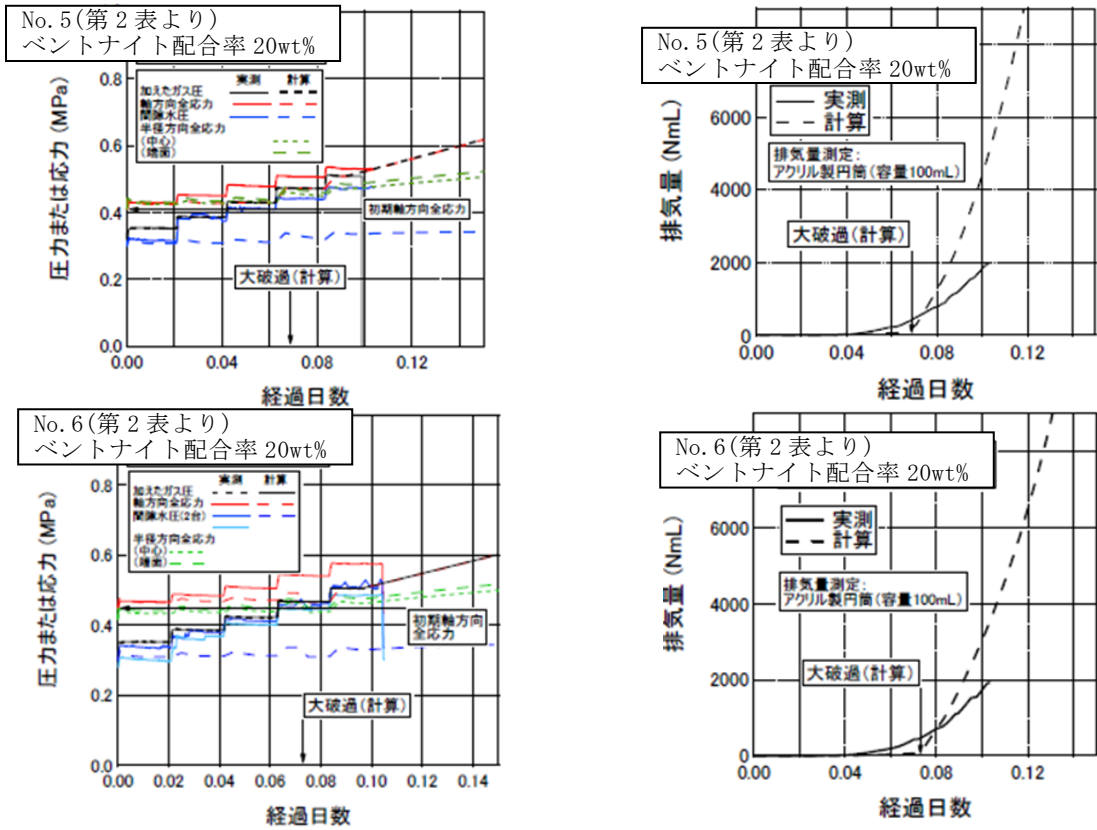 No.5(第2表より)
ベントナイト配合率 20wt%
実測 計算
加えたガス圧
軸方向全応力
間隙水圧
半径方向全応力
(中心)
(端面)
初期軸方向全応力
大破過(計算)
圧力または応力 (MPa)
0.8
0.6
0.4
0.2
0.0
0.00 0.04 0.08 0.12
経過日数
No.5(第2表より)
ベントナイト配合率 20wt%
実測
計算
排気量測定:
アクリル製円筒(容量100mL)
大破過(計算)
排気量 (NmL)
6000
4000
2000
0
0.00 0.04 0.08 0.12
経過日数
No.6(第2表より)
ベントナイト配合率 20wt%
実測 計算
加えたガス圧
軸方向全応力
間隙水圧(2台)
半径方向全応力
(中心)
(端面)
初期軸方向
全応力
大破過(計算)
圧力または応力 (MPa)
0.8
0.6
0.4
0.2
0.0
0.00 0.02 0.04 0.06 0.08 0.10 0.12 0.14
経過日数
No.6(第2表より)
ベントナイト配合率 20wt%
実測
計算
排気量測定:
アクリル製円筒(容量100mL)
大破過(計算)
排気量 (NmL)
6000
4000
2000
0
0.00 0.04 0.08 0.12
経過日数